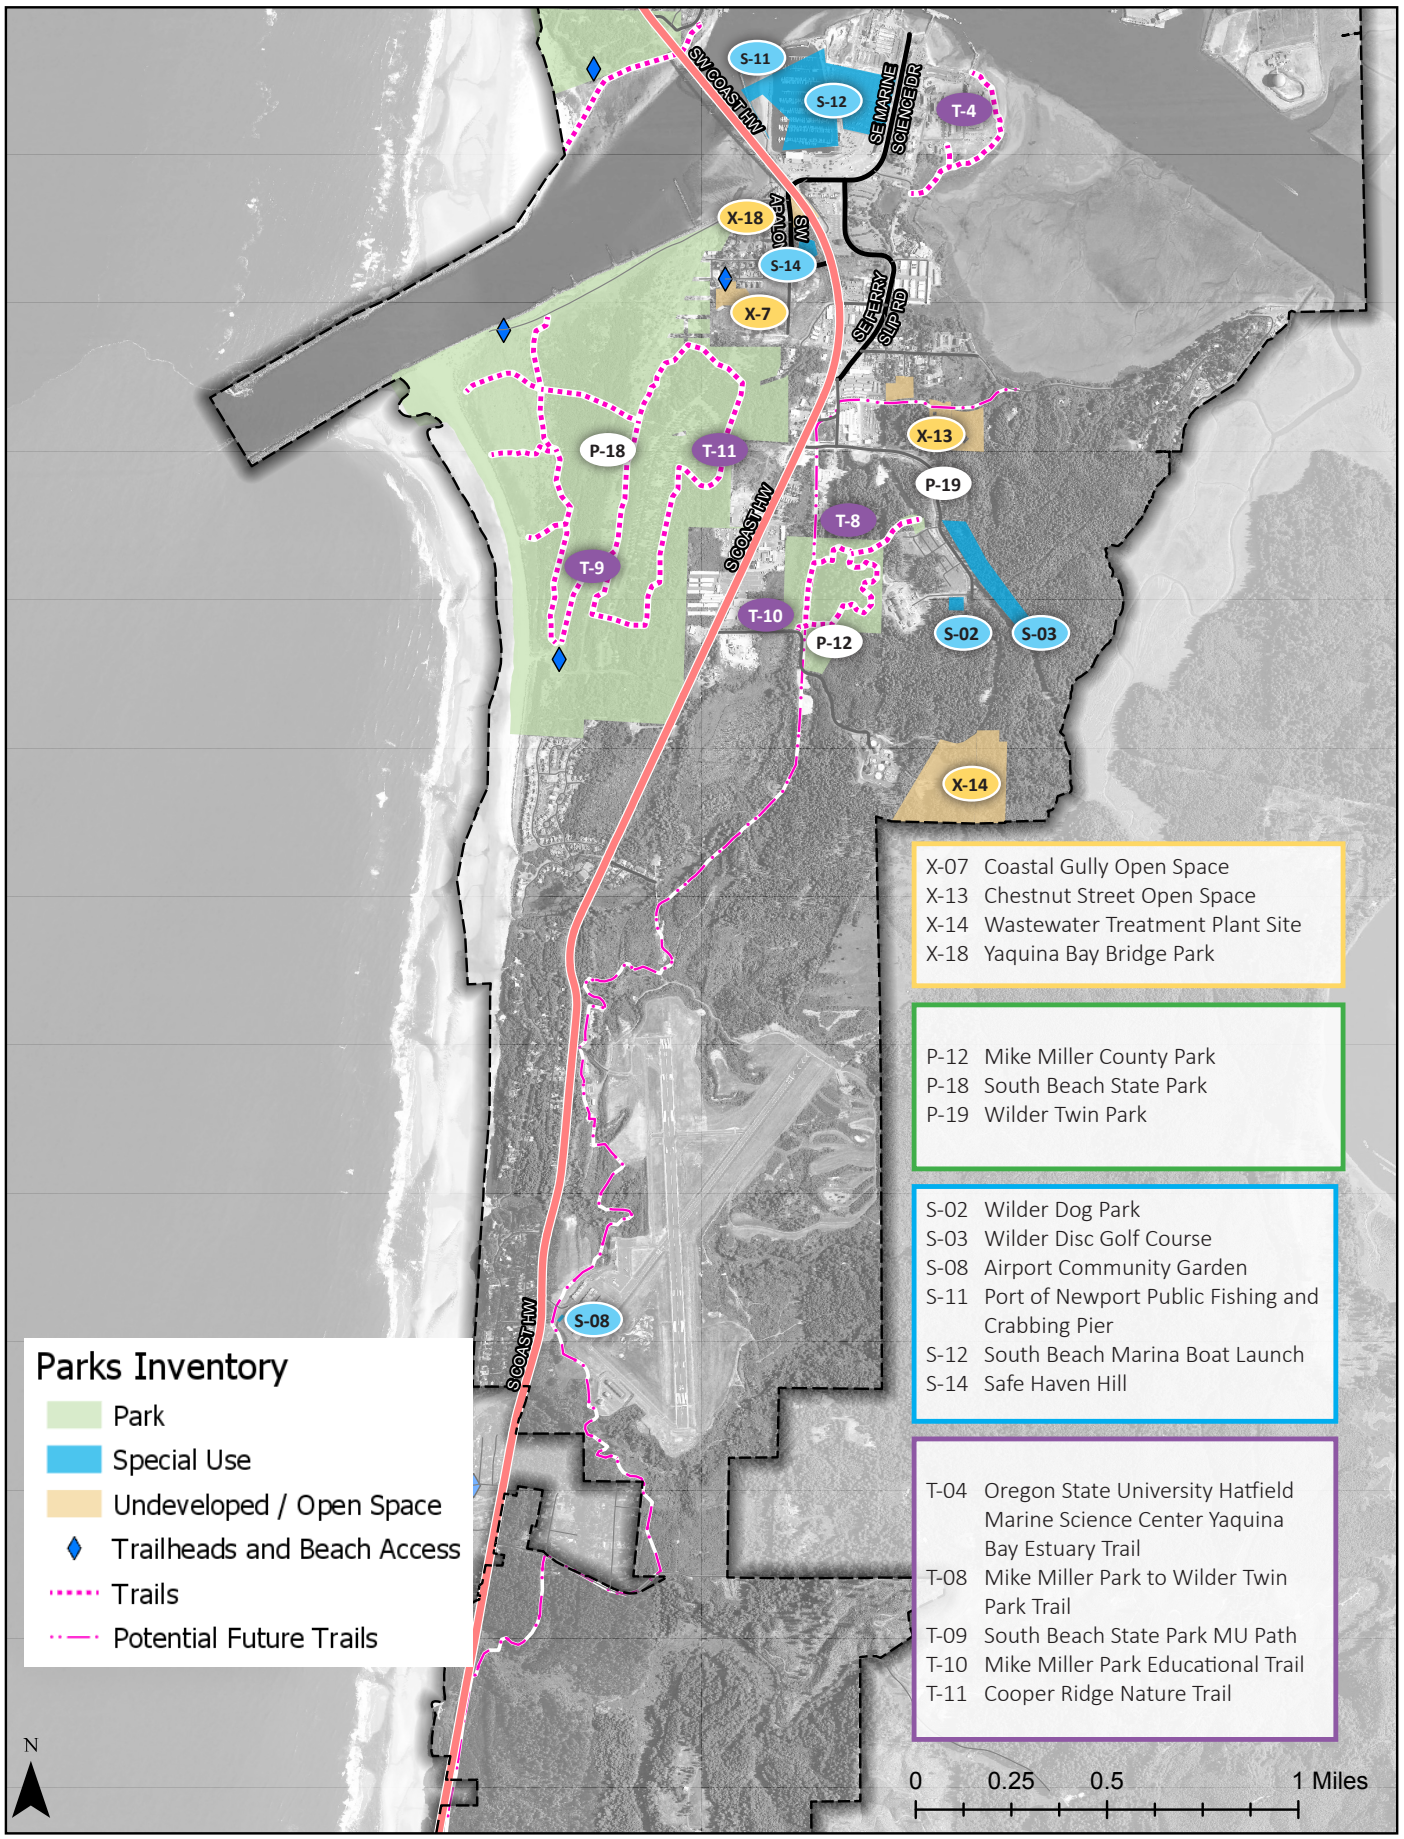 SW COAST HW
S-11
S-12
SE MARINE
SCIENCE DR
T-4
X-18
SW
S-14
X-7
SE FERRY
SLIP RD
P-18
T-11
X-13
P-19
S COAST HW
T-8
T-9
T-10
P-12
S-02
S-03
X-14
X-07 Coastal Gully Open Space
X-13 Chestnut Street Open Space
X-14 Wastewater Treatment Plant Site
X-18 Yaquina Bay Bridge Park
P-12 Mike Miller County Park
P-18 South Beach State Park
P-19 Wilder Twin Park
S-02 Wilder Dog Park
S-03 Wilder Disc Golf Course
S-08 Airport Community Garden
S-11 Port of Newport Public Fishing and
Crabbing Pier
S-12 South Beach Marina Boat Launch
S-14 Safe Haven Hill
S-08
S COAST HW
Parks Inventory
Park
Special Use
Undeveloped / Open Space
Trailheads and Beach Access
Trails
Potential Future Trails
T-04 Oregon State University Hatfield
Marine Science Center Yaquina
Bay Estuary Trail
T-08 Mike Miller Park to Wilder Twin
Park Trail
T-09 South Beach State Park MU Path
T-10 Mike Miller Park Educational Trail
T-11 Cooper Ridge Nature Trail
N
0 0.25 0.5 1 Miles